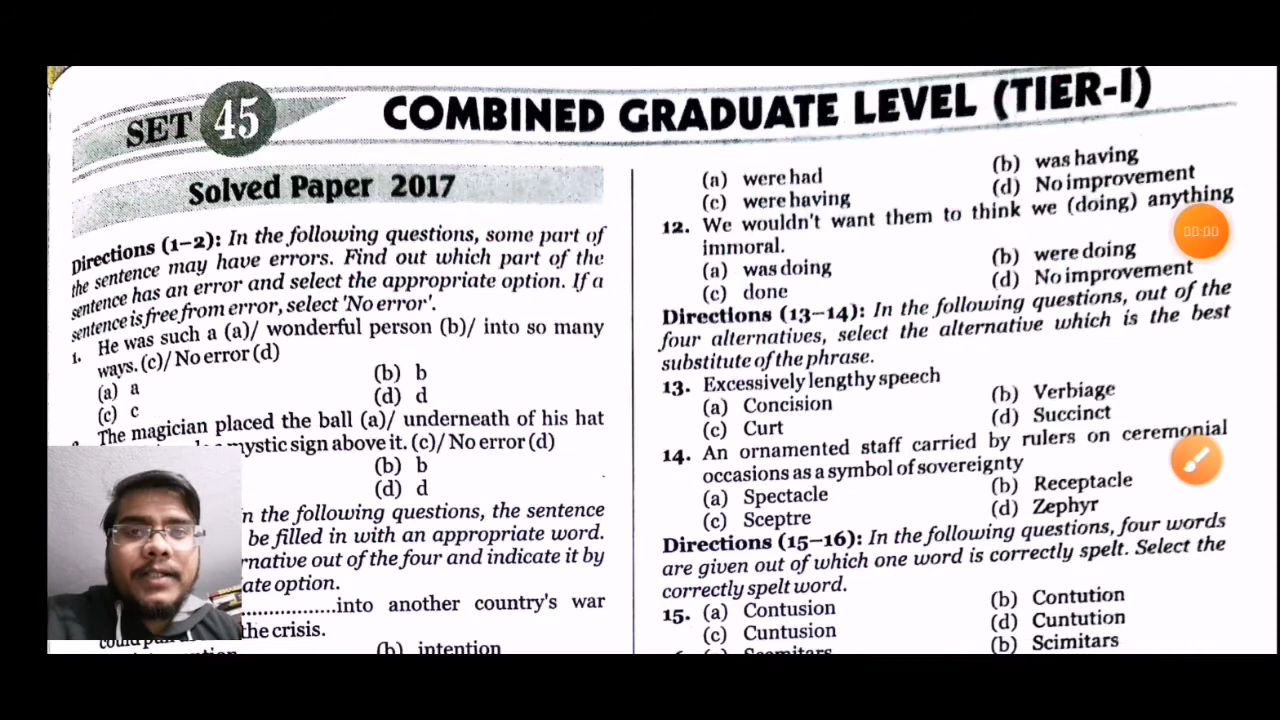 SET 45
COMBINED GRADUATE LEVEL (TIER-I)
Solved Paper 2017
Directions (1–2): In the following questions, some part of
the sentence may have errors. Find out which part of the
sentence has an error and select the appropriate option. If a
sentence is free from error, select 'No error'.
1. He was such a (a)/ wonderful person (b)/ into so many
ways. (c)/ No error (d)
(a) a (b) b
(c) c (d) d
The magician placed the ball (a)/ underneath of his hat
mystic sign above it. (c)/ No error (d)
(b) b
(d) d
n the following questions, the sentence
be filled in with an appropriate word.
rnative out of the four and indicate it by
ate option.
.................into another country's war
the crisis.
(b) intention
(a) were had (b) was having
(c) were having (d) No improvement
12. We wouldn't want them to think we (doing) anything
immoral.
(a) was doing (b) were doing
(c) done (d) No improvement
Directions (13–14): In the following questions, out of the
four alternatives, select the alternative which is the best
substitute of the phrase.
13. Excessively lengthy speech
(a) Concision (b) Verbiage
(c) Curt (d) Succinct
14. An ornamented staff carried by rulers on ceremonial
occasions as a symbol of sovereignty
(a) Spectacle (b) Receptacle
(c) Sceptre (d) Zephyr
Directions (15–16): In the following questions, four words
are given out of which one word is correctly spelt. Select the
correctly spelt word.
15. (a) Contusion (b) Contution
(c) Cuntusion (d) Cuntution
(b) Scimitars
00:00